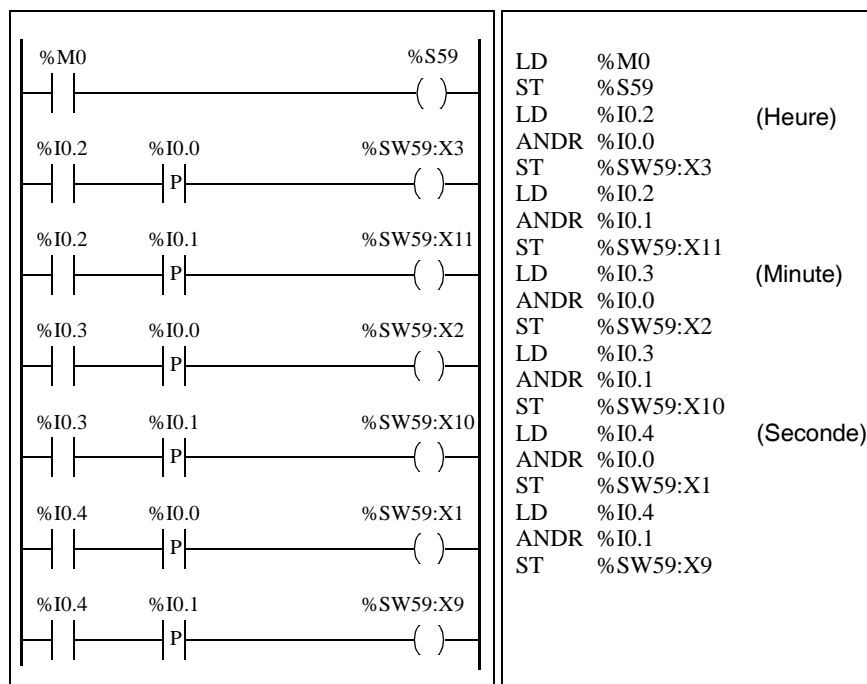 %M0 %S59
%I0.2 %I0.0 %SW59:X3
P
%I0.2 %I0.1 %SW59:X11
P
%I0.3 %I0.0 %SW59:X2
P
%I0.3 %I0.1 %SW59:X10
P
%I0.4 %I0.0 %SW59:X1
P
%I0.4 %I0.1 %SW59:X9
P
LD %M0
ST %S59
LD %I0.2 (Heure)
ANDR %I0.0
ST %SW59:X3
LD %I0.2
ANDR %I0.1
ST %SW59:X11
LD %I0.3 (Minute)
ANDR %I0.0
ST %SW59:X2
LD %I0.3
ANDR %I0.1
ST %SW59:X10
LD %I0.4 (Seconde)
ANDR %I0.0
ST %SW59:X1
LD %I0.4
ANDR %I0.1
ST %SW59:X9